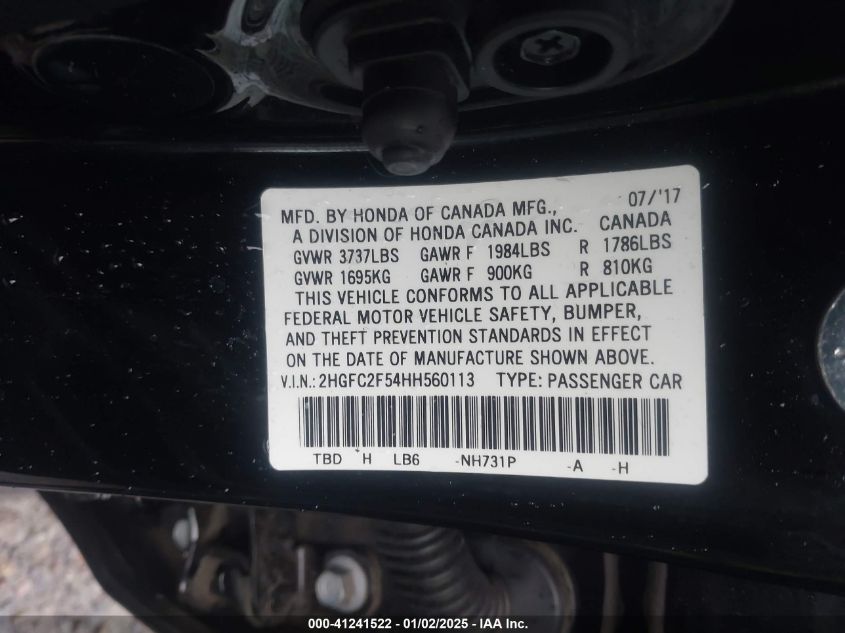 07/'17
MFD. BY HONDA OF CANADA MFG.,
A DIVISION OF HONDA CANADA INC. CANADA
GVWR 3737LBS GAWR F 1984LBS R 1786LBS
GVWR 1695KG GAWR F 900KG R 810KG
THIS VEHICLE CONFORMS TO ALL APPLICABLE
FEDERAL MOTOR VEHICLE SAFETY, BUMPER,
AND THEFT PREVENTION STANDARDS IN EFFECT
ON THE DATE OF MANUFACTURE SHOWN ABOVE.
V.I.N.: 2HGFC2F54HH560113 TYPE: PASSENGER CAR
TBD H LB6 -NH731P -A -H
000-41241522 - 01/02/2025 - IAA Inc.